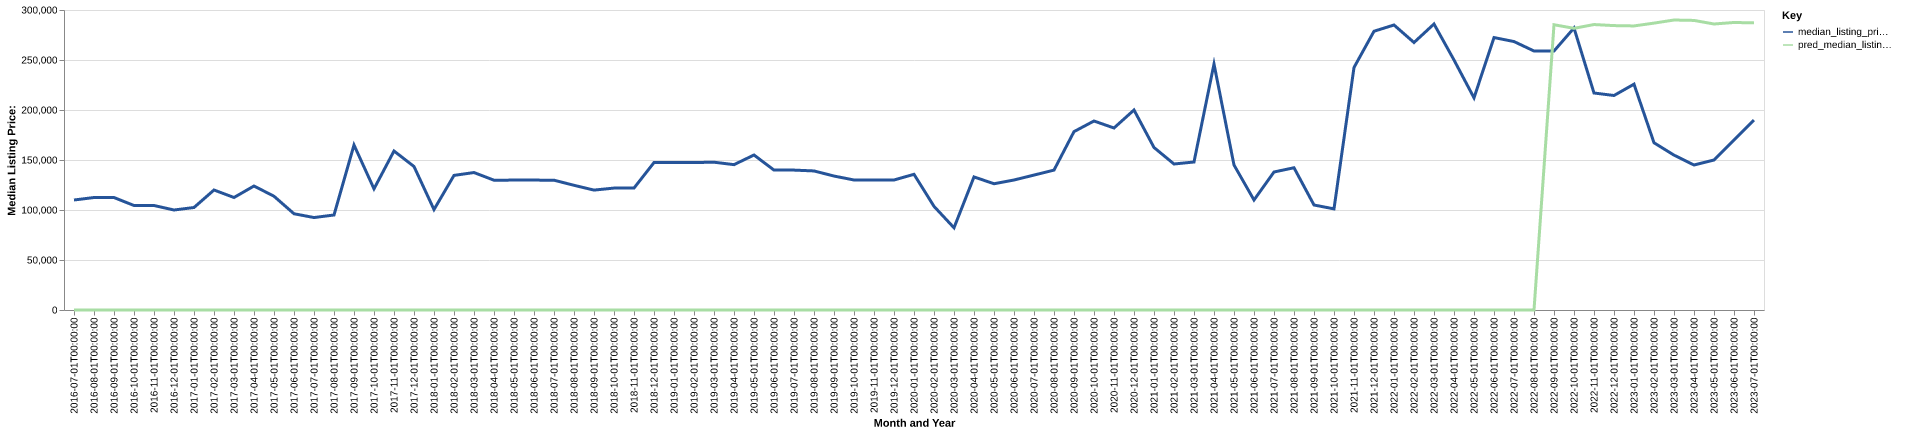 300,000
250,000
200,000
150,000
100,000
50,000
0
Median Listing Price:
2016-07-01T00:00:00
2016-08-01T00:00:00
2016-09-01T00:00:00
2016-10-01T00:00:00
2016-11-01T00:00:00
2016-12-01T00:00:00
2017-01-01T00:00:00
2017-02-01T00:00:00
2017-03-01T00:00:00
2017-04-01T00:00:00
2017-05-01T00:00:00
2017-06-01T00:00:00
2017-07-01T00:00:00
2017-08-01T00:00:00
2017-09-01T00:00:00
2017-10-01T00:00:00
2017-11-01T00:00:00
2017-12-01T00:00:00
2018-01-01T00:00:00
2018-02-01T00:00:00
2018-03-01T00:00:00
2018-04-01T00:00:00
2018-05-01T00:00:00
2018-06-01T00:00:00
2018-07-01T00:00:00
2018-08-01T00:00:00
2018-09-01T00:00:00
2018-10-01T00:00:00
2018-11-01T00:00:00
2018-12-01T00:00:00
2019-01-01T00:00:00
2019-02-01T00:00:00
2019-03-01T00:00:00
2019-04-01T00:00:00
2019-05-01T00:00:00
2019-06-01T00:00:00
2019-07-01T00:00:00
2019-08-01T00:00:00
2019-09-01T00:00:00
2019-10-01T00:00:00
2019-11-01T00:00:00
2019-12-01T00:00:00
2020-01-01T00:00:00
2020-02-01T00:00:00
2020-03-01T00:00:00
2020-04-01T00:00:00
2020-05-01T00:00:00
2020-06-01T00:00:00
2020-07-01T00:00:00
2020-08-01T00:00:00
2020-09-01T00:00:00
2020-10-01T00:00:00
2020-11-01T00:00:00
2020-12-01T00:00:00
2021-01-01T00:00:00
2021-02-01T00:00:00
2021-03-01T00:00:00
2021-04-01T00:00:00
2021-05-01T00:00:00
2021-06-01T00:00:00
2021-07-01T00:00:00
2021-08-01T00:00:00
2021-09-01T00:00:00
2021-10-01T00:00:00
2021-11-01T00:00:00
2021-12-01T00:00:00
2022-01-01T00:00:00
2022-02-01T00:00:00
2022-03-01T00:00:00
2022-04-01T00:00:00
2022-05-01T00:00:00
2022-06-01T00:00:00
2022-07-01T00:00:00
2022-08-01T00:00:00
2022-09-01T00:00:00
2022-10-01T00:00:00
2022-11-01T00:00:00
2022-12-01T00:00:00
2023-01-01T00:00:00
2023-02-01T00:00:00
2023-03-01T00:00:00
2023-04-01T00:00:00
2023-05-01T00:00:00
2023-06-01T00:00:00
2023-07-01T00:00:00
Month and Year
Key
median_listing_pri…
pred_median_listin…